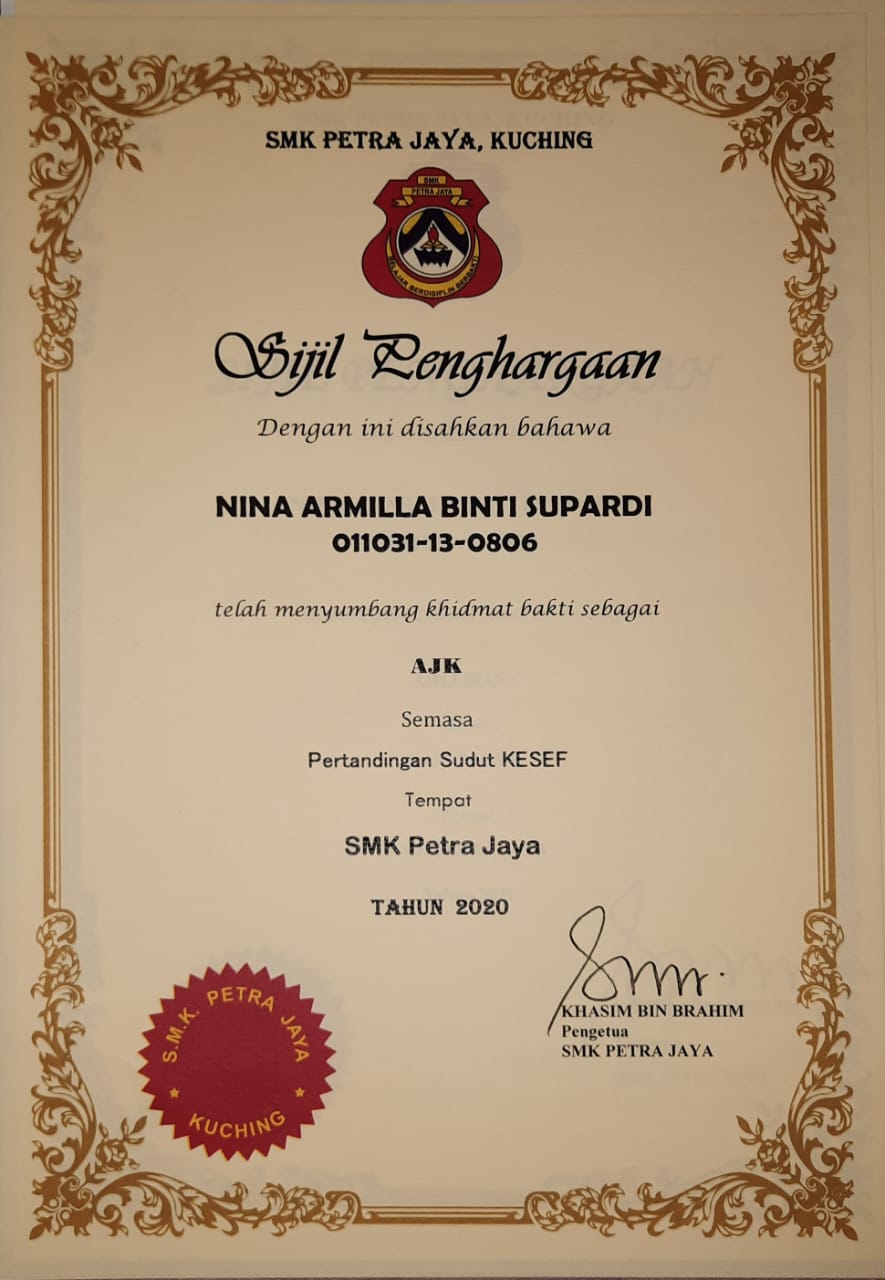 SMK PETRA JAYA, KUCHING
SMK
PETRA JAYA
BELAJAR BERDISIPLIN BERBAKTI
Sijil Penghargaan
Dengan ini disahkan bahawa
NINA ARMILLA BINTI SUPARDI
011031-13-0806
telah menyumbang khidmat bakti sebagai
AJK
Semasa
Pertandingan Sudut KESEF
Tempat
SMK Petra Jaya
TAHUN 2020
S.M.K. PETRA JAYA
KUCHING
KHASIM BIN BRAHIM
Pengetua
SMK PETRA JAYA